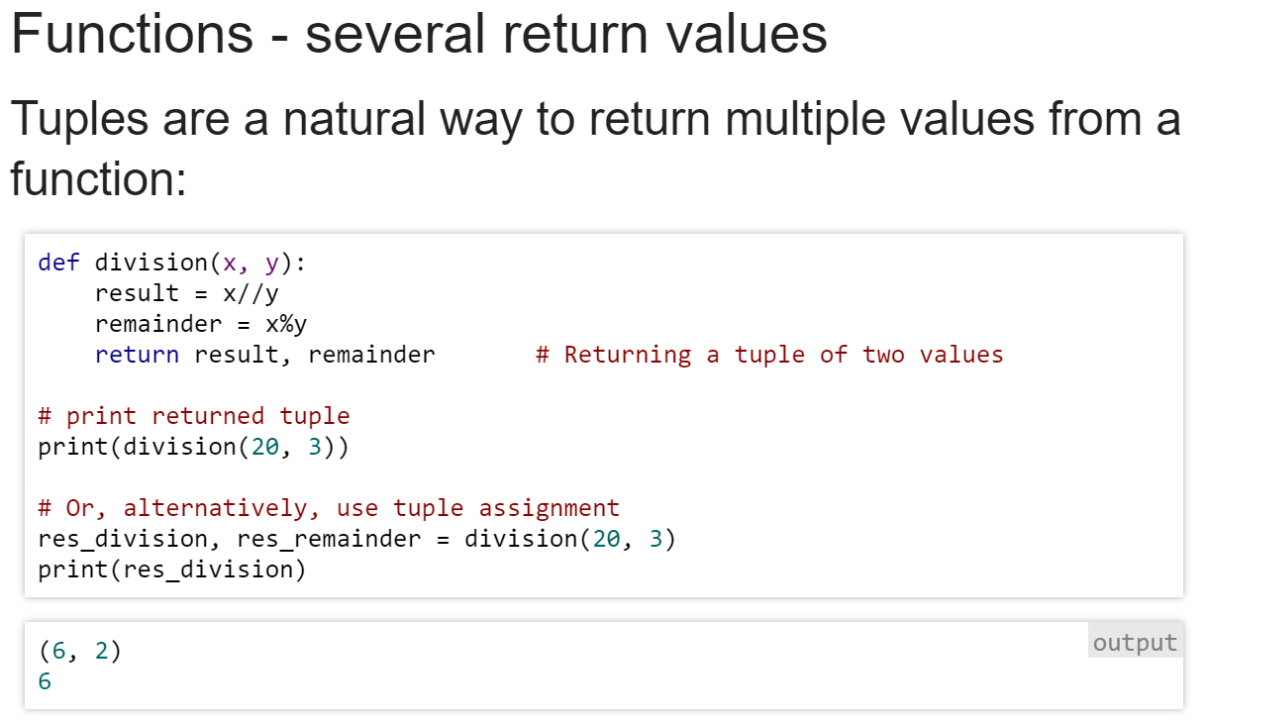 Functions - several return values
Tuples are a natural way to return multiple values from a
function:
def division(x, y):
    result = x//y
    remainder = x%y
    return result, remainder       # Returning a tuple of two values
# print returned tuple
print(division(20, 3))
# Or, alternatively, use tuple assignment
res_division, res_remainder = division(20, 3)
print(res_division)
output
(6, 2)
6